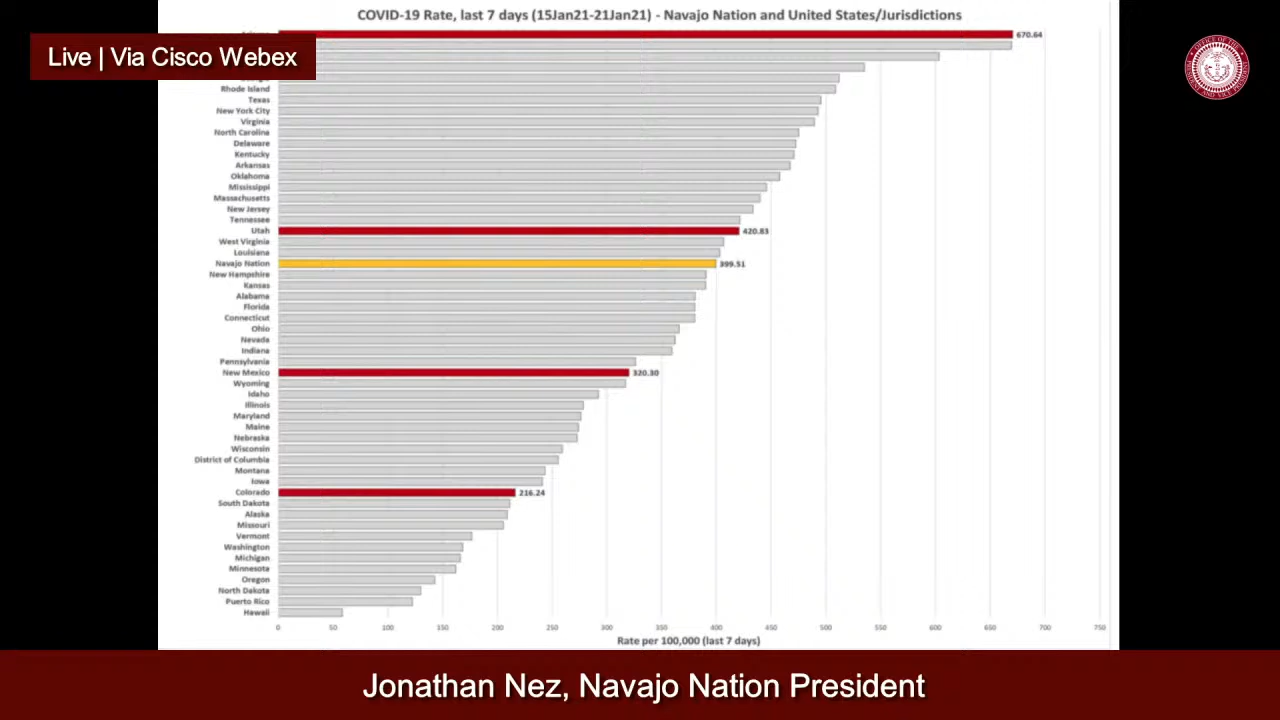 COVID-19 Rate, last 7 days (15Jan21-21Jan21) - Navajo Nation and United States/Jurisdictions
670.64
Live | Via Cisco Webex
Rhode Island
Texas
New York City
Virginia
North Carolina
Delaware
Kentucky
Arkansas
Oklahoma
Mississippi
Massachusetts
New Jersey
Tennessee
Utah 420.83
West Virginia
Louisiana
Navajo Nation 399.51
New Hampshire
Kansas
Alabama
Florida
Connecticut
Ohio
Nevada
Indiana
Pennsylvania
New Mexico 320.30
Wyoming
Idaho
Illinois
Maryland
Maine
Nebraska
Wisconsin
District of Columbia
Montana
Iowa
Colorado 216.24
South Dakota
Alaska
Missouri
Vermont
Washington
Michigan
Minnesota
Oregon
North Dakota
Puerto Rico
Hawaii
0 50 100 150 200 250 300 350 400 450 500 550 600 650 700 750
Rate per 100,000 (last 7 days)
Jonathan Nez, Navajo Nation President